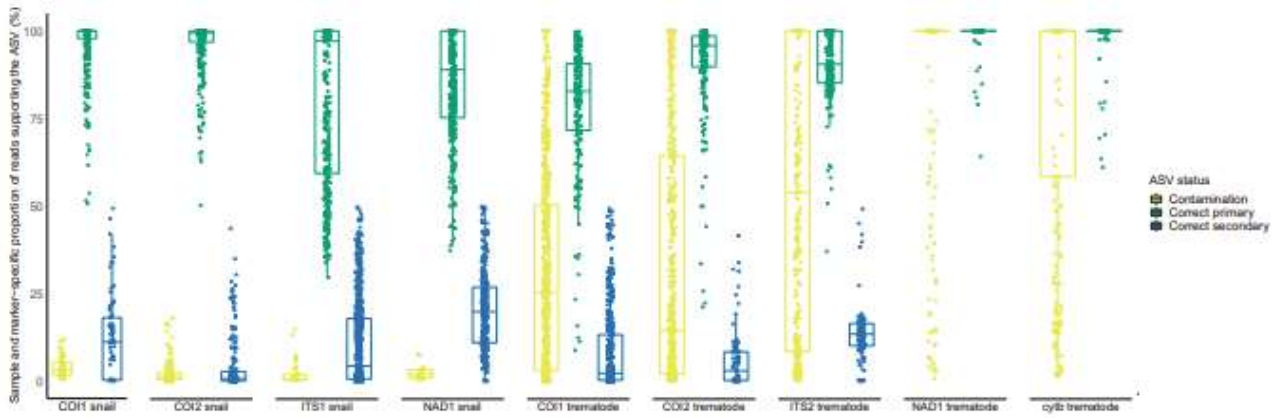 Sample and marker-specific proportion of reads supporting the ASV (%)
100
75
50
25
0
COI1 snail COI2 snail ITS1 snail NAD1 snail COI1 trematode COI2 trematode ITS2 trematode NAD1 trematode cytb trematode
ASV status
Contamination
Correct primary
Correct secondary